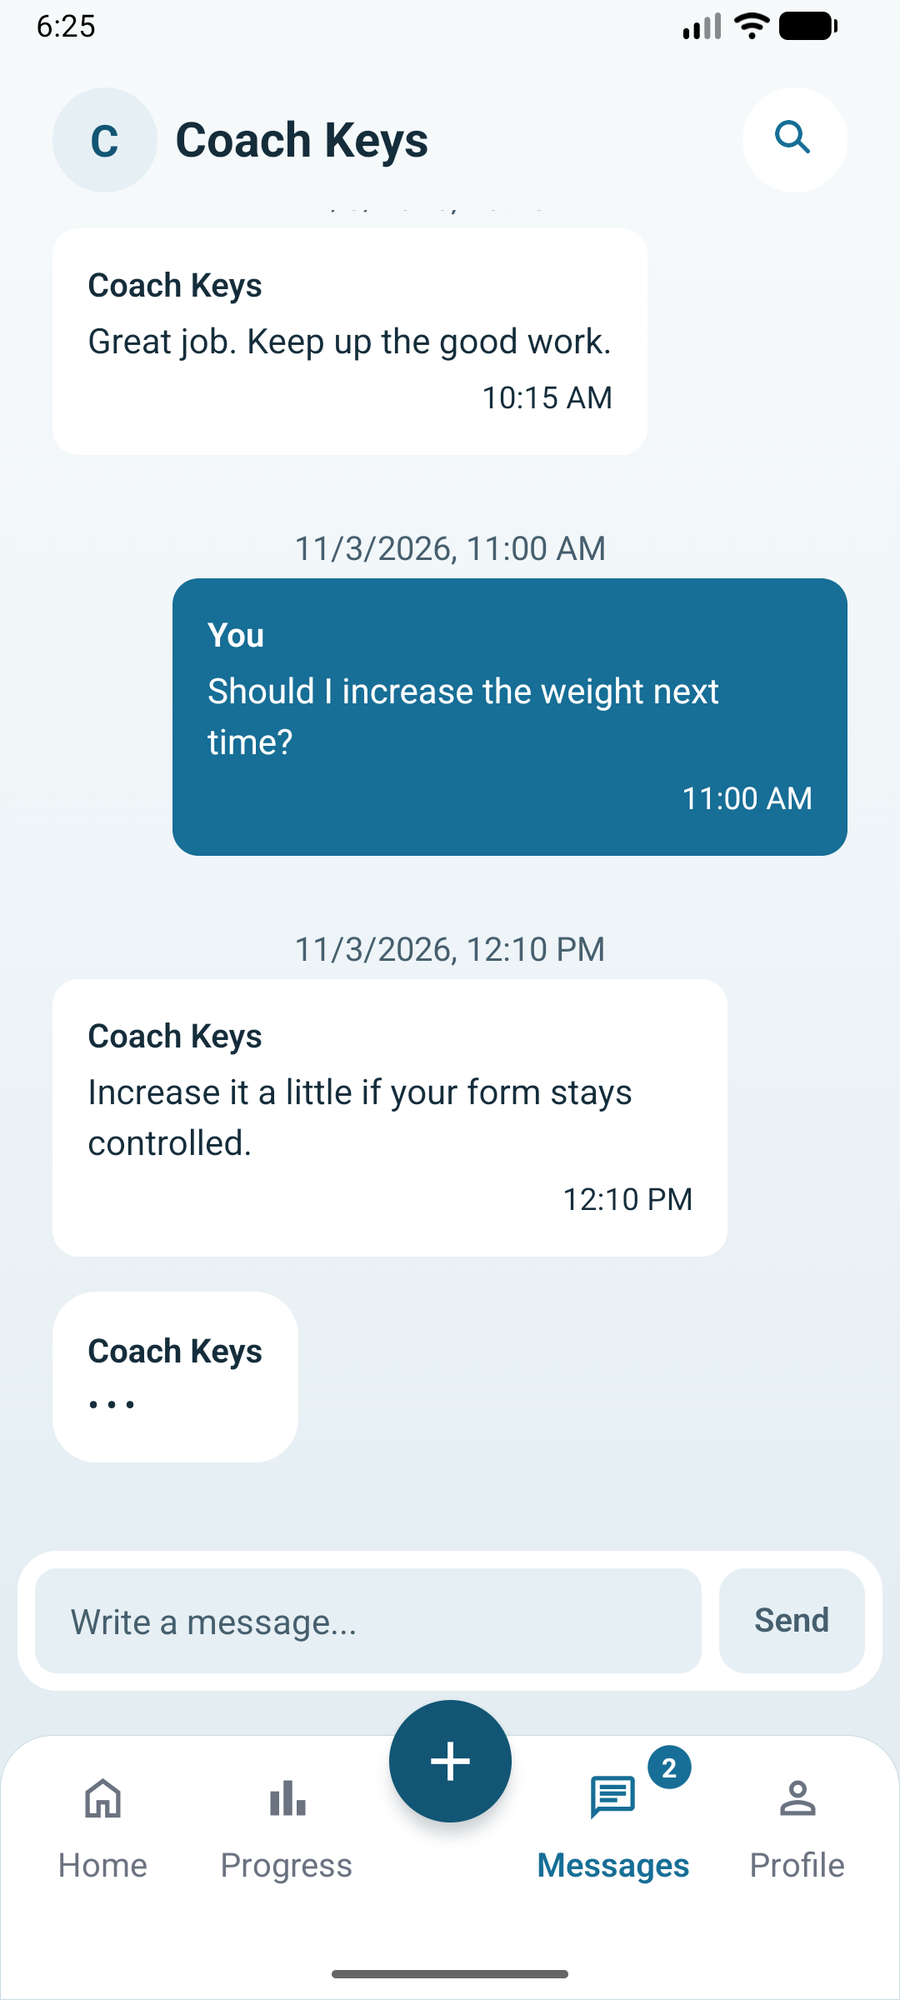 6:25
C
Coach Keys
Coach Keys
Great job. Keep up the good work.
10:15 AM
11/3/2026, 11:00 AM
You
Should I increase the weight next
time?
11:00 AM
11/3/2026, 12:10 PM
Coach Keys
Increase it a little if your form stays
controlled.
12:10 PM
Coach Keys
...
Write a message...
Send
2
Home
Progress
Messages
Profile